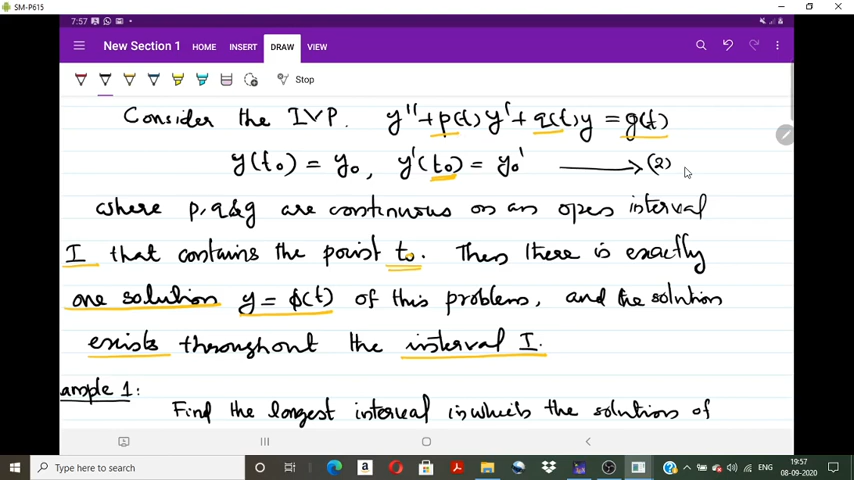 SM-P615
7:57
New Section 1 HOME INSERT DRAW VIEW
Stop
Consider the IVP. y'' + p(t)y' + q(t)y = g(t)
y(t₀) = y₀, y'(t₀) = y₀' ⟶ (2)
where p, q & g are continuous on an open interval
I that contains the point t₀. Then there is exactly
one solution y = ϕ(t) of this problem, and the solution
exists throughout the interval I.
ample 1:
Find the largest interval in which the solution of
Type here to search
ENG
19:57
08-09-2020